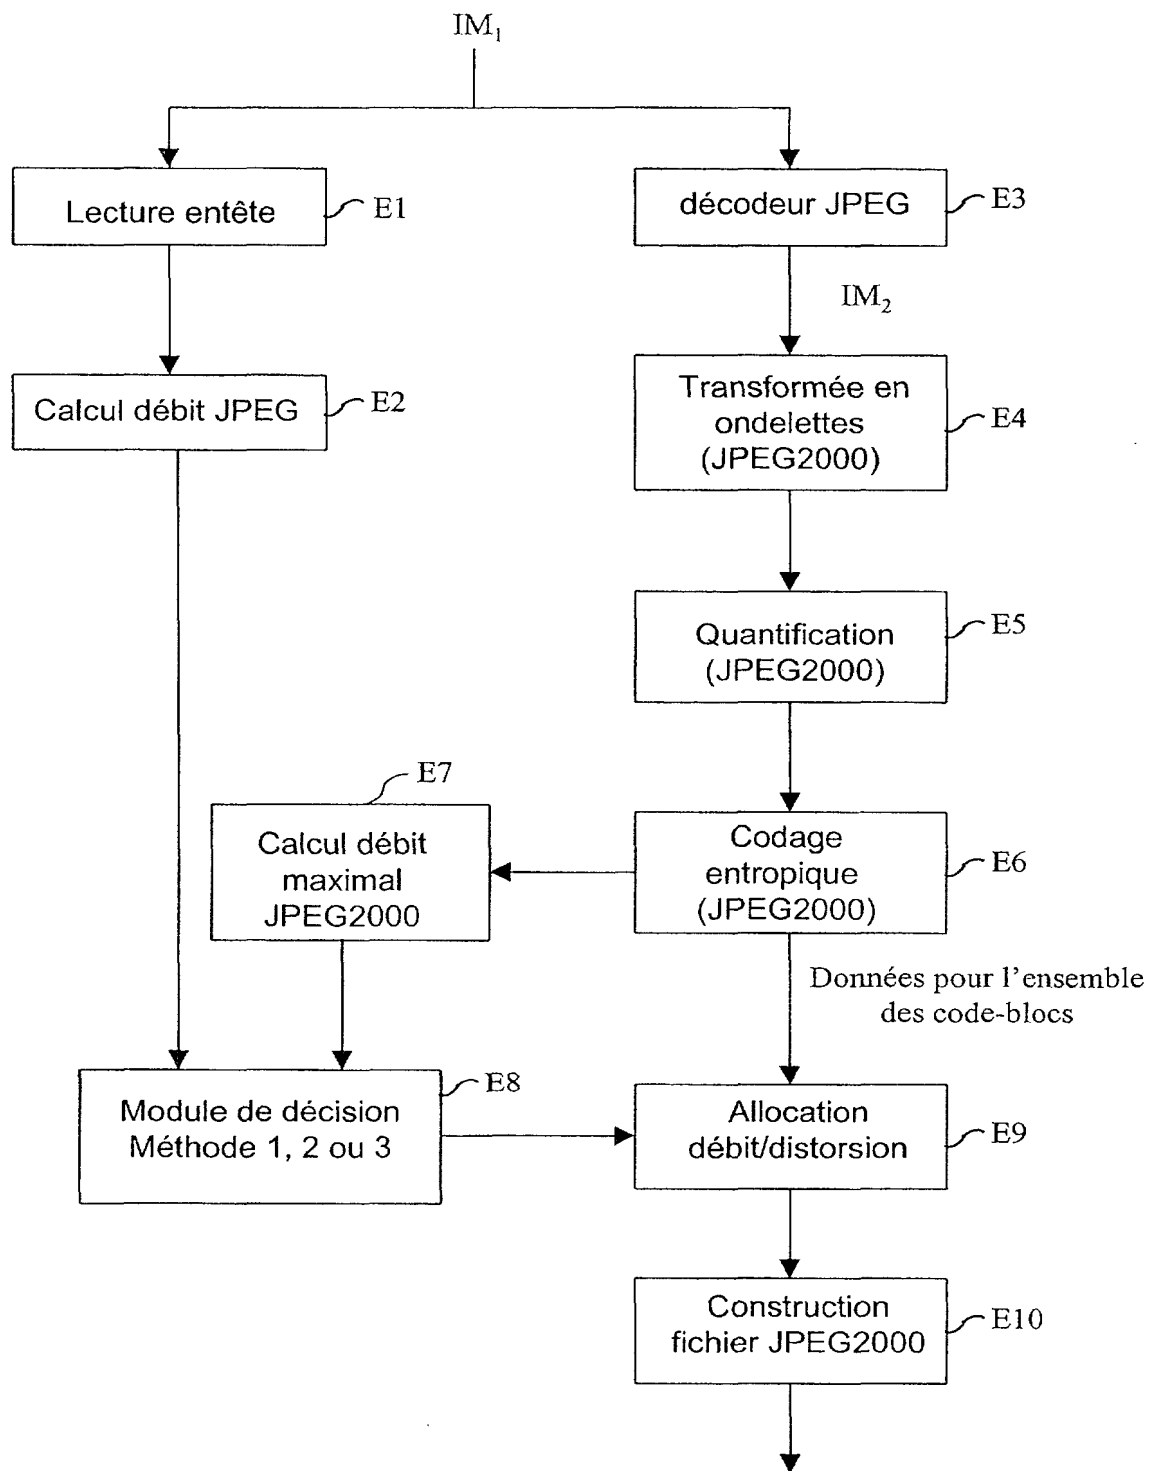 IM₁
Lecture entête
E1
décodeur JPEG
E3
IM₂
Calcul débit JPEG
E2
Transformée en
ondelettes
(JPEG2000)
E4
Quantification
(JPEG2000)
E5
E7
Calcul débit
maximal
JPEG2000
Codage
entropique
(JPEG2000)
E6
Données pour l'ensemble
des code-blocs
Module de décision
Méthode 1, 2 ou 3
E8
Allocation
débit/distorsion
E9
Construction
fichier JPEG2000
E10